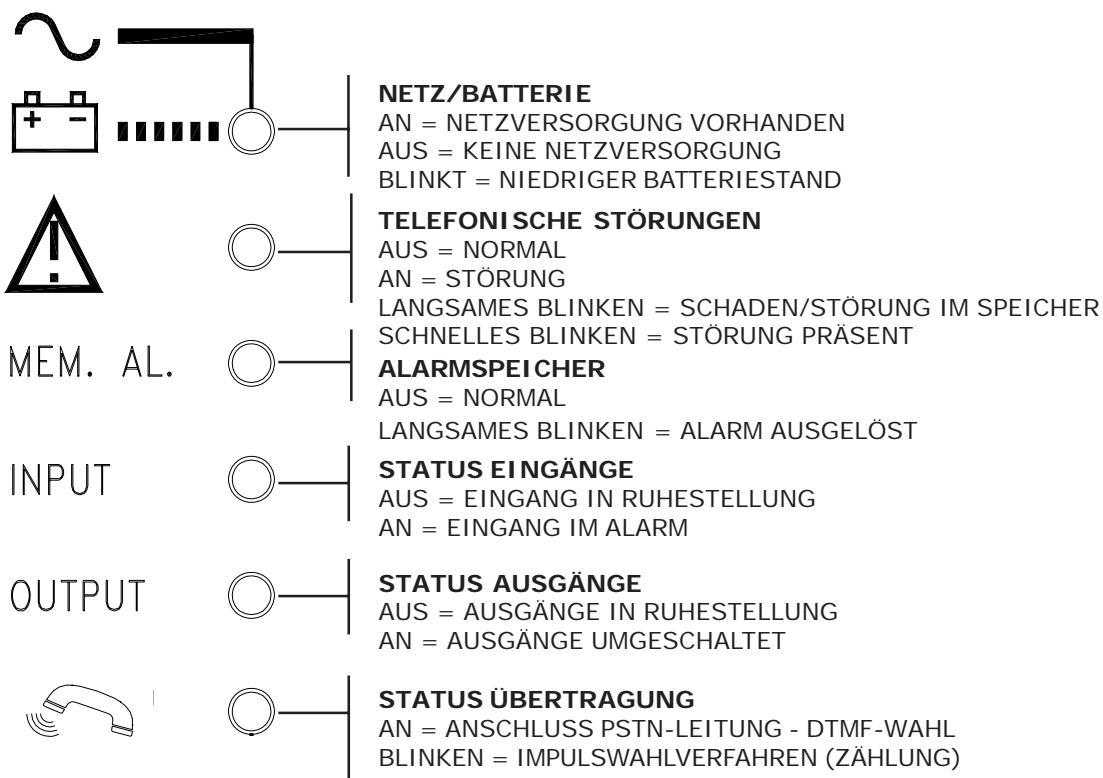 + -
NETZ/BATTERIE
AN = NETZVERSORGUNG VORHANDEN
AUS = KEINE NETZVERSORGUNG
BLINKT = NIEDRIGER BATTERIESTAND
TELEFONISCHE STÖRUNGEN
AUS = NORMAL
AN = STÖRUNG
LANGSAMES BLINKEN = SCHADEN/STÖRUNG IM SPEICHER
SCHNELLES BLINKEN = STÖRUNG PRÄSENT
MEM. AL.
ALARMSPEICHER
AUS = NORMAL
LANGSAMES BLINKEN = ALARM AUSGELÖST
INPUT
STATUS EINGÄNGE
AUS = EINGANG IN RUHESTELLUNG
AN = EINGANG IM ALARM
OUTPUT
STATUS AUSGÄNGE
AUS = AUSGÄNGE IN RUHESTELLUNG
AN = AUSGÄNGE UMGESCHALTET
STATUS ÜBERTRAGUNG
AN = ANSCHLUSS PSTN-LEITUNG - DTMF-WAHL
BLINKEN = IMPULSWAHLVERFAHREN (ZÄHLUNG)